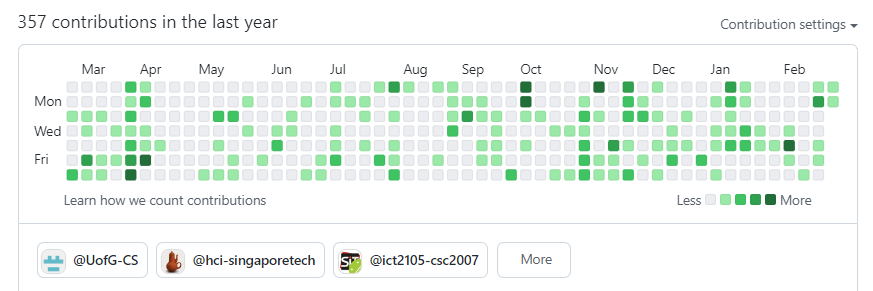 357 contributions in the last year
Contribution settings
Mar Apr May Jun Jul Aug Sep Oct Nov Dec Jan Feb
Mon
Wed
Fri
Learn how we count contributions
Less More
@UofG-CS @hci-singaporetech @ict2105-csc2007 More